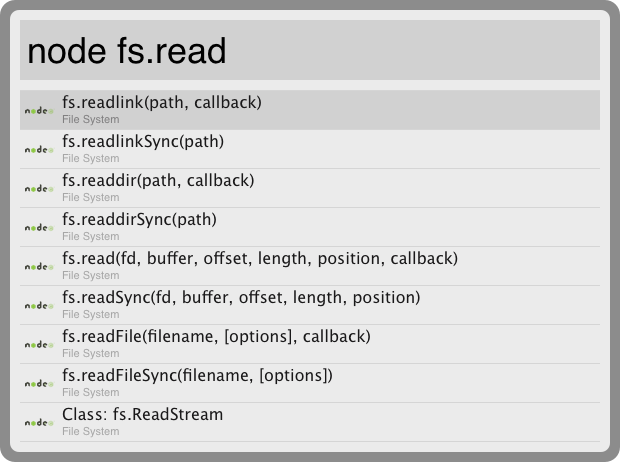 node fs.read
node fs.readlink(path, callback)
File System
node fs.readlinkSync(path)
File System
node fs.readdir(path, callback)
File System
node fs.readdirSync(path)
File System
node fs.read(fd, buffer, offset, length, position, callback)
File System
node fs.readSync(fd, buffer, offset, length, position)
File System
node fs.readFile(filename, [options], callback)
File System
node fs.readFileSync(filename, [options])
File System
node Class: fs.ReadStream
File System